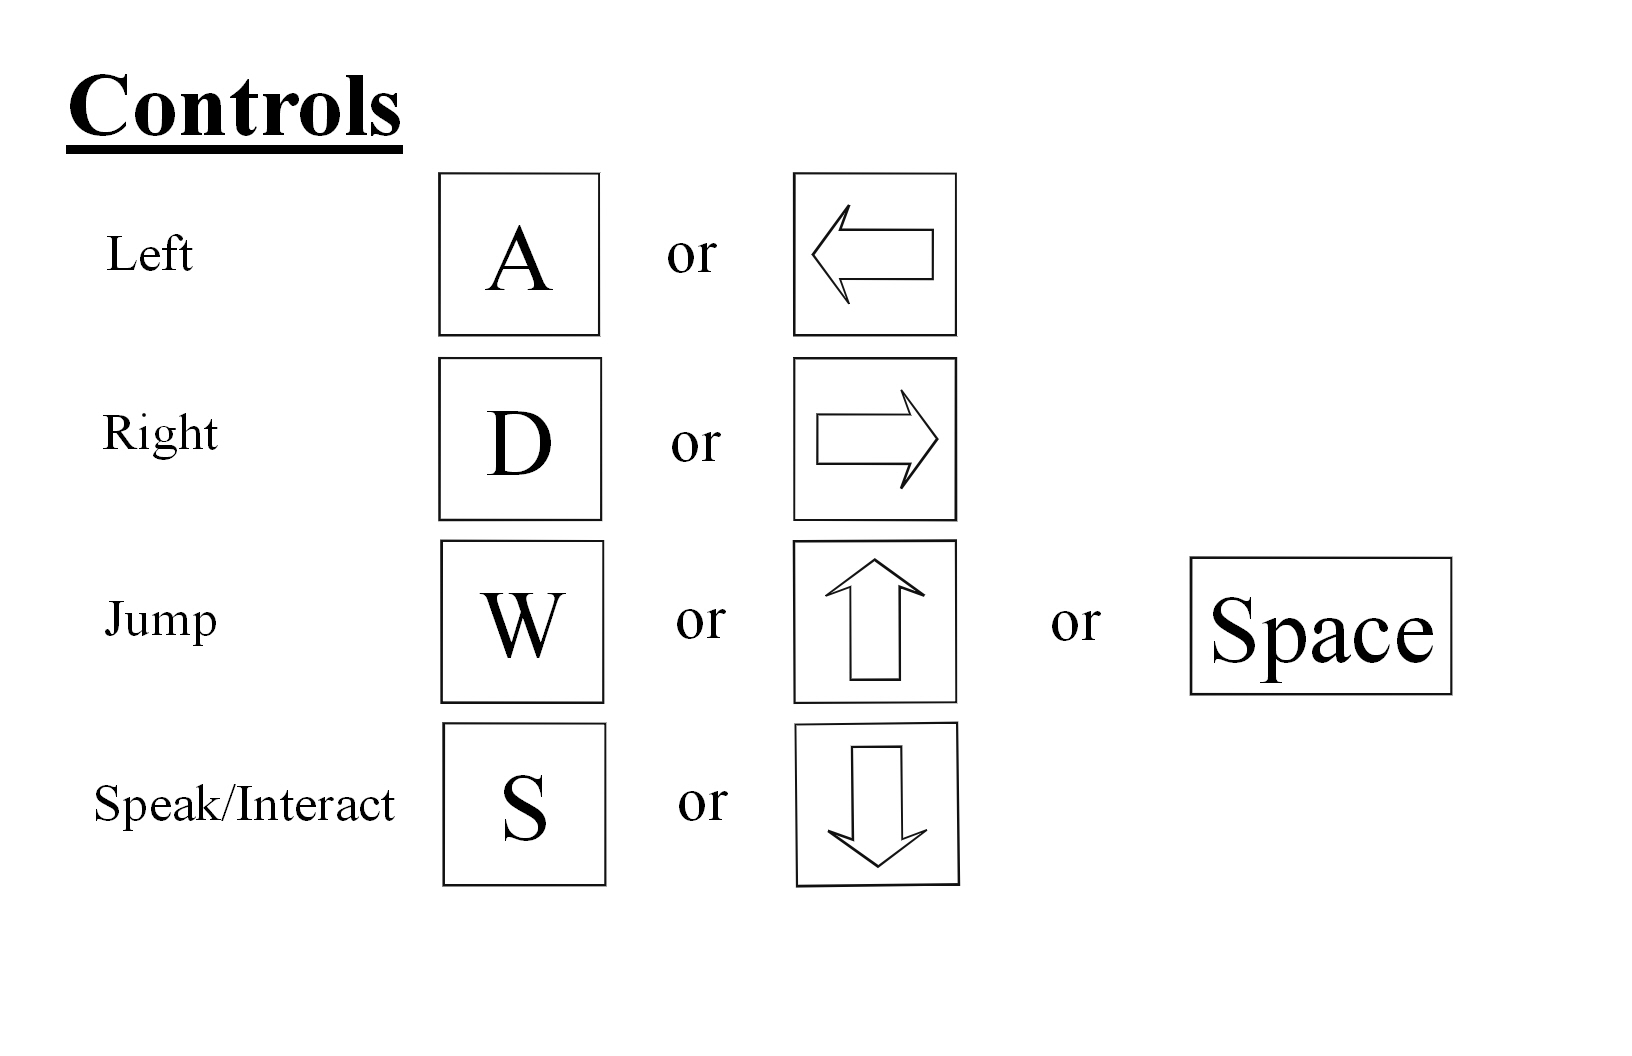 Controls
Left A or
Right D or
Jump W or or Space
Speak/Interact S or